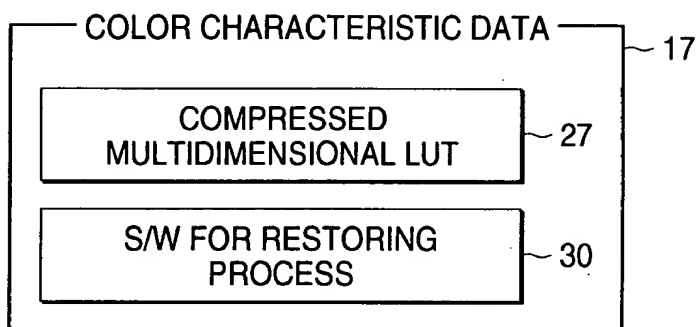 COLOR CHARACTERISTIC DATA
17
COMPRESSED
MULTIDIMENSIONAL LUT
27
S/W FOR RESTORING
PROCESS
30